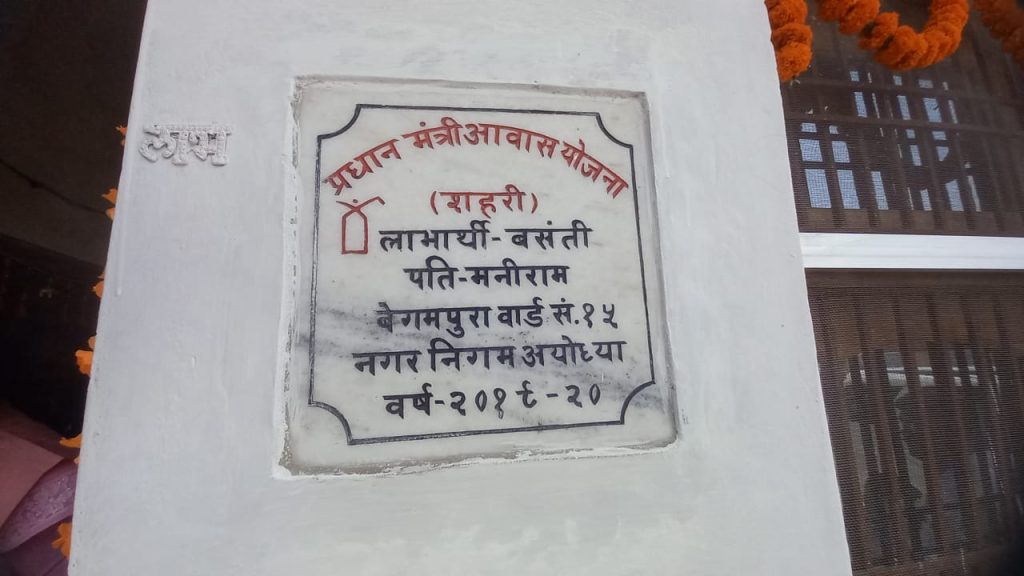 प्रधान मंत्री आवास योजना
(शहरी)
लाभार्यी- बसंती
पति-मनीराम
बेगमपुरा वार्ड सं.१५
नगर निगम अयोध्या
वर्ष-२०१९-२०